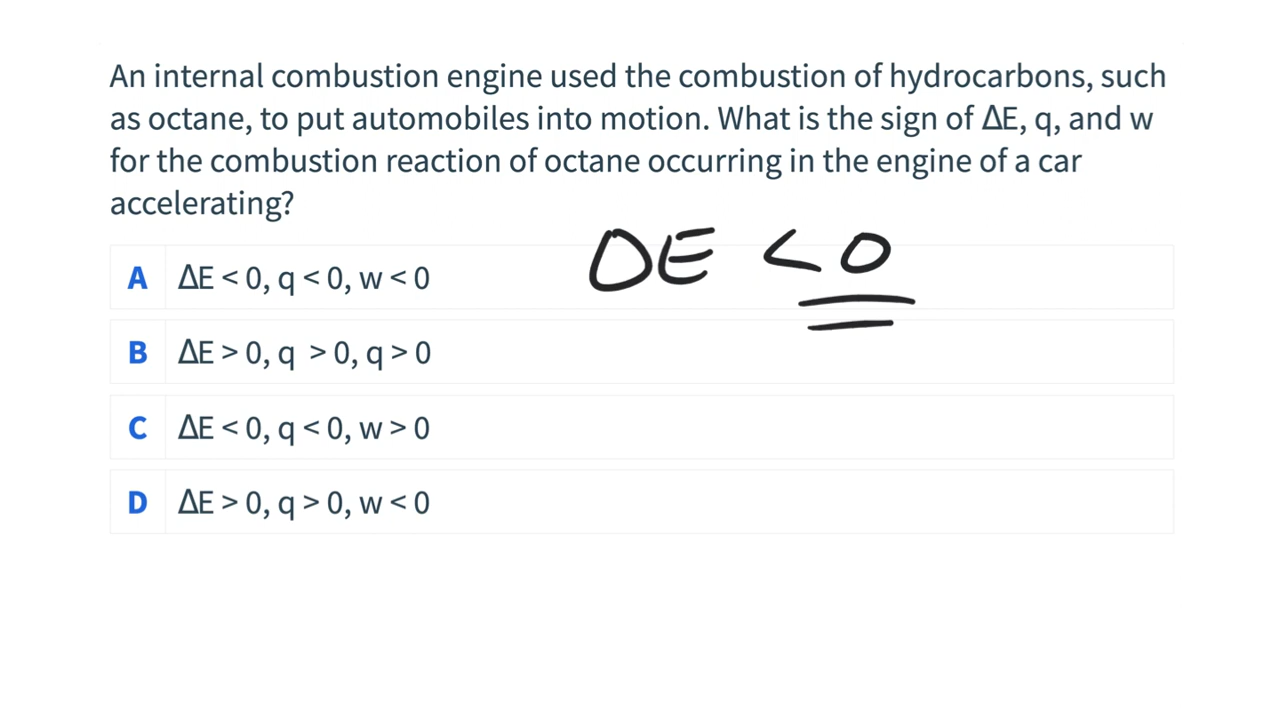 An internal combustion engine used the combustion of hydrocarbons, such
as octane, to put automobiles into motion. What is the sign of ΔE, q, and w
for the combustion reaction of octane occurring in the engine of a car
accelerating?
ΔE < 0
A ΔE < 0, q < 0, w < 0
B ΔE > 0, q > 0, q > 0
C ΔE < 0, q < 0, w > 0
D ΔE > 0, q > 0, w < 0